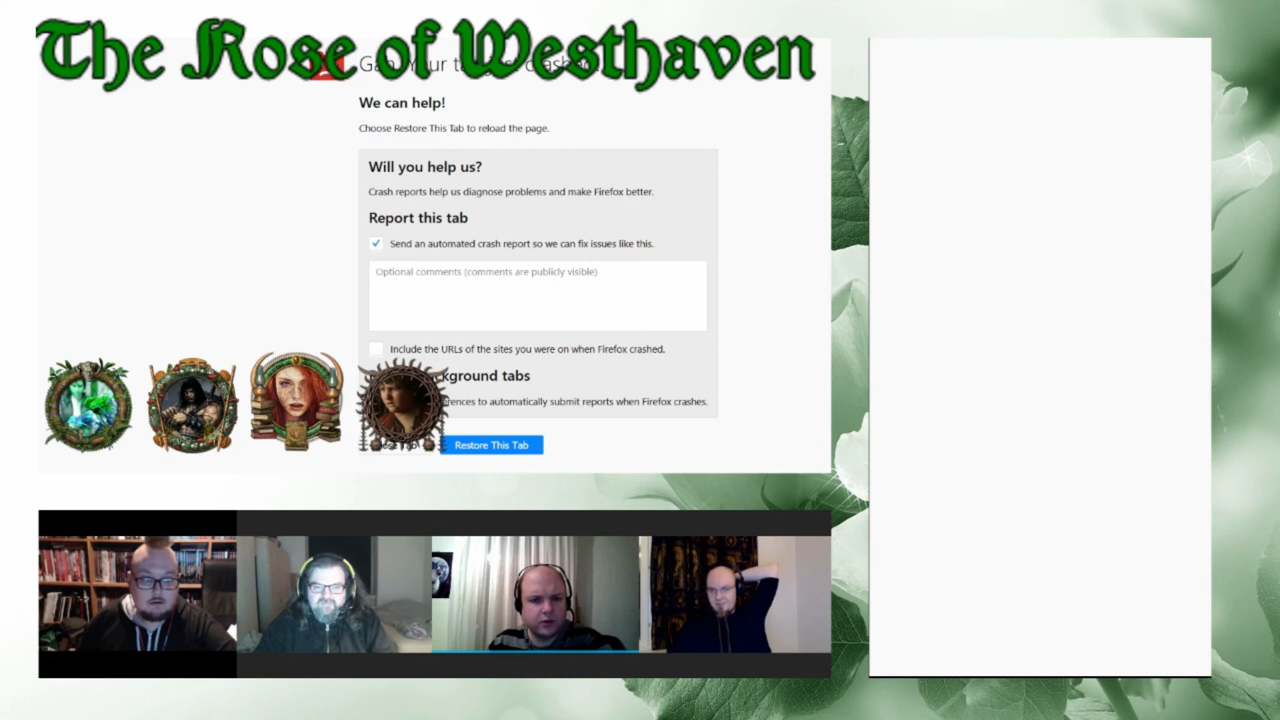 The Rose of Westhaven
We can help!
Choose Restore This Tab to reload the page.
Will you help us?
Crash reports help us diagnose problems and make Firefox better.
Report this tab
Send an automated crash report so we can fix issues like this.
Optional comments (comments are publicly visible)
Include the URLs of the sites you were on when Firefox crashed.
tabs
to automatically submit reports when Firefox crashes.
Restore This Tab